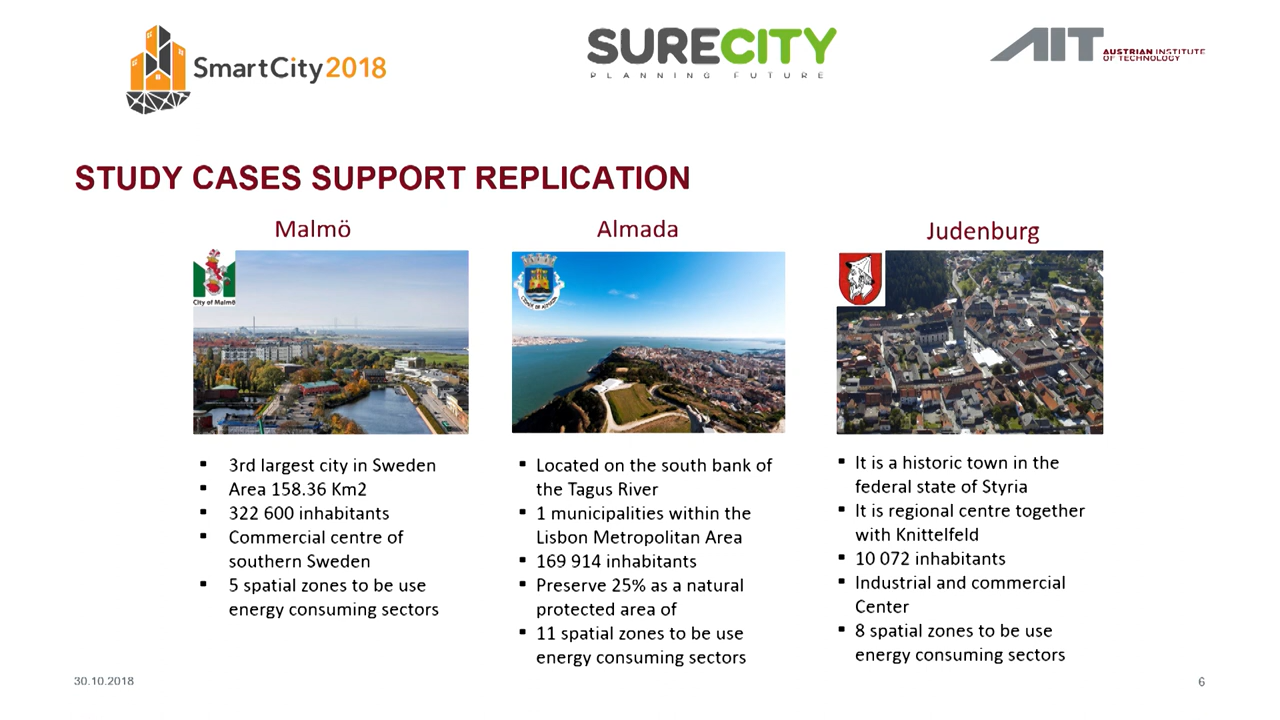 SmartCity2018
SURECITY
PLANNING FUTURE
AIT AUSTRIAN INSTITUTE
OF TECHNOLOGY
STUDY CASES SUPPORT REPLICATION
Malmö
City of Malmö
▪ 3rd largest city in Sweden
▪ Area 158.36 Km2
▪ 322 600 inhabitants
▪ Commercial centre of
southern Sweden
▪ 5 spatial zones to be use
energy consuming sectors
Almada
CIDADE DE ALMADA
▪ Located on the south bank of
the Tagus River
▪ 1 municipalities within the
Lisbon Metropolitan Area
▪ 169 914 inhabitants
▪ Preserve 25% as a natural
protected area of
▪ 11 spatial zones to be use
energy consuming sectors
Judenburg
▪ It is a historic town in the
federal state of Styria
▪ It is regional centre together
with Knittelfeld
▪ 10 072 inhabitants
▪ Industrial and commercial
Center
▪ 8 spatial zones to be use
energy consuming sectors
30.10.2018
6